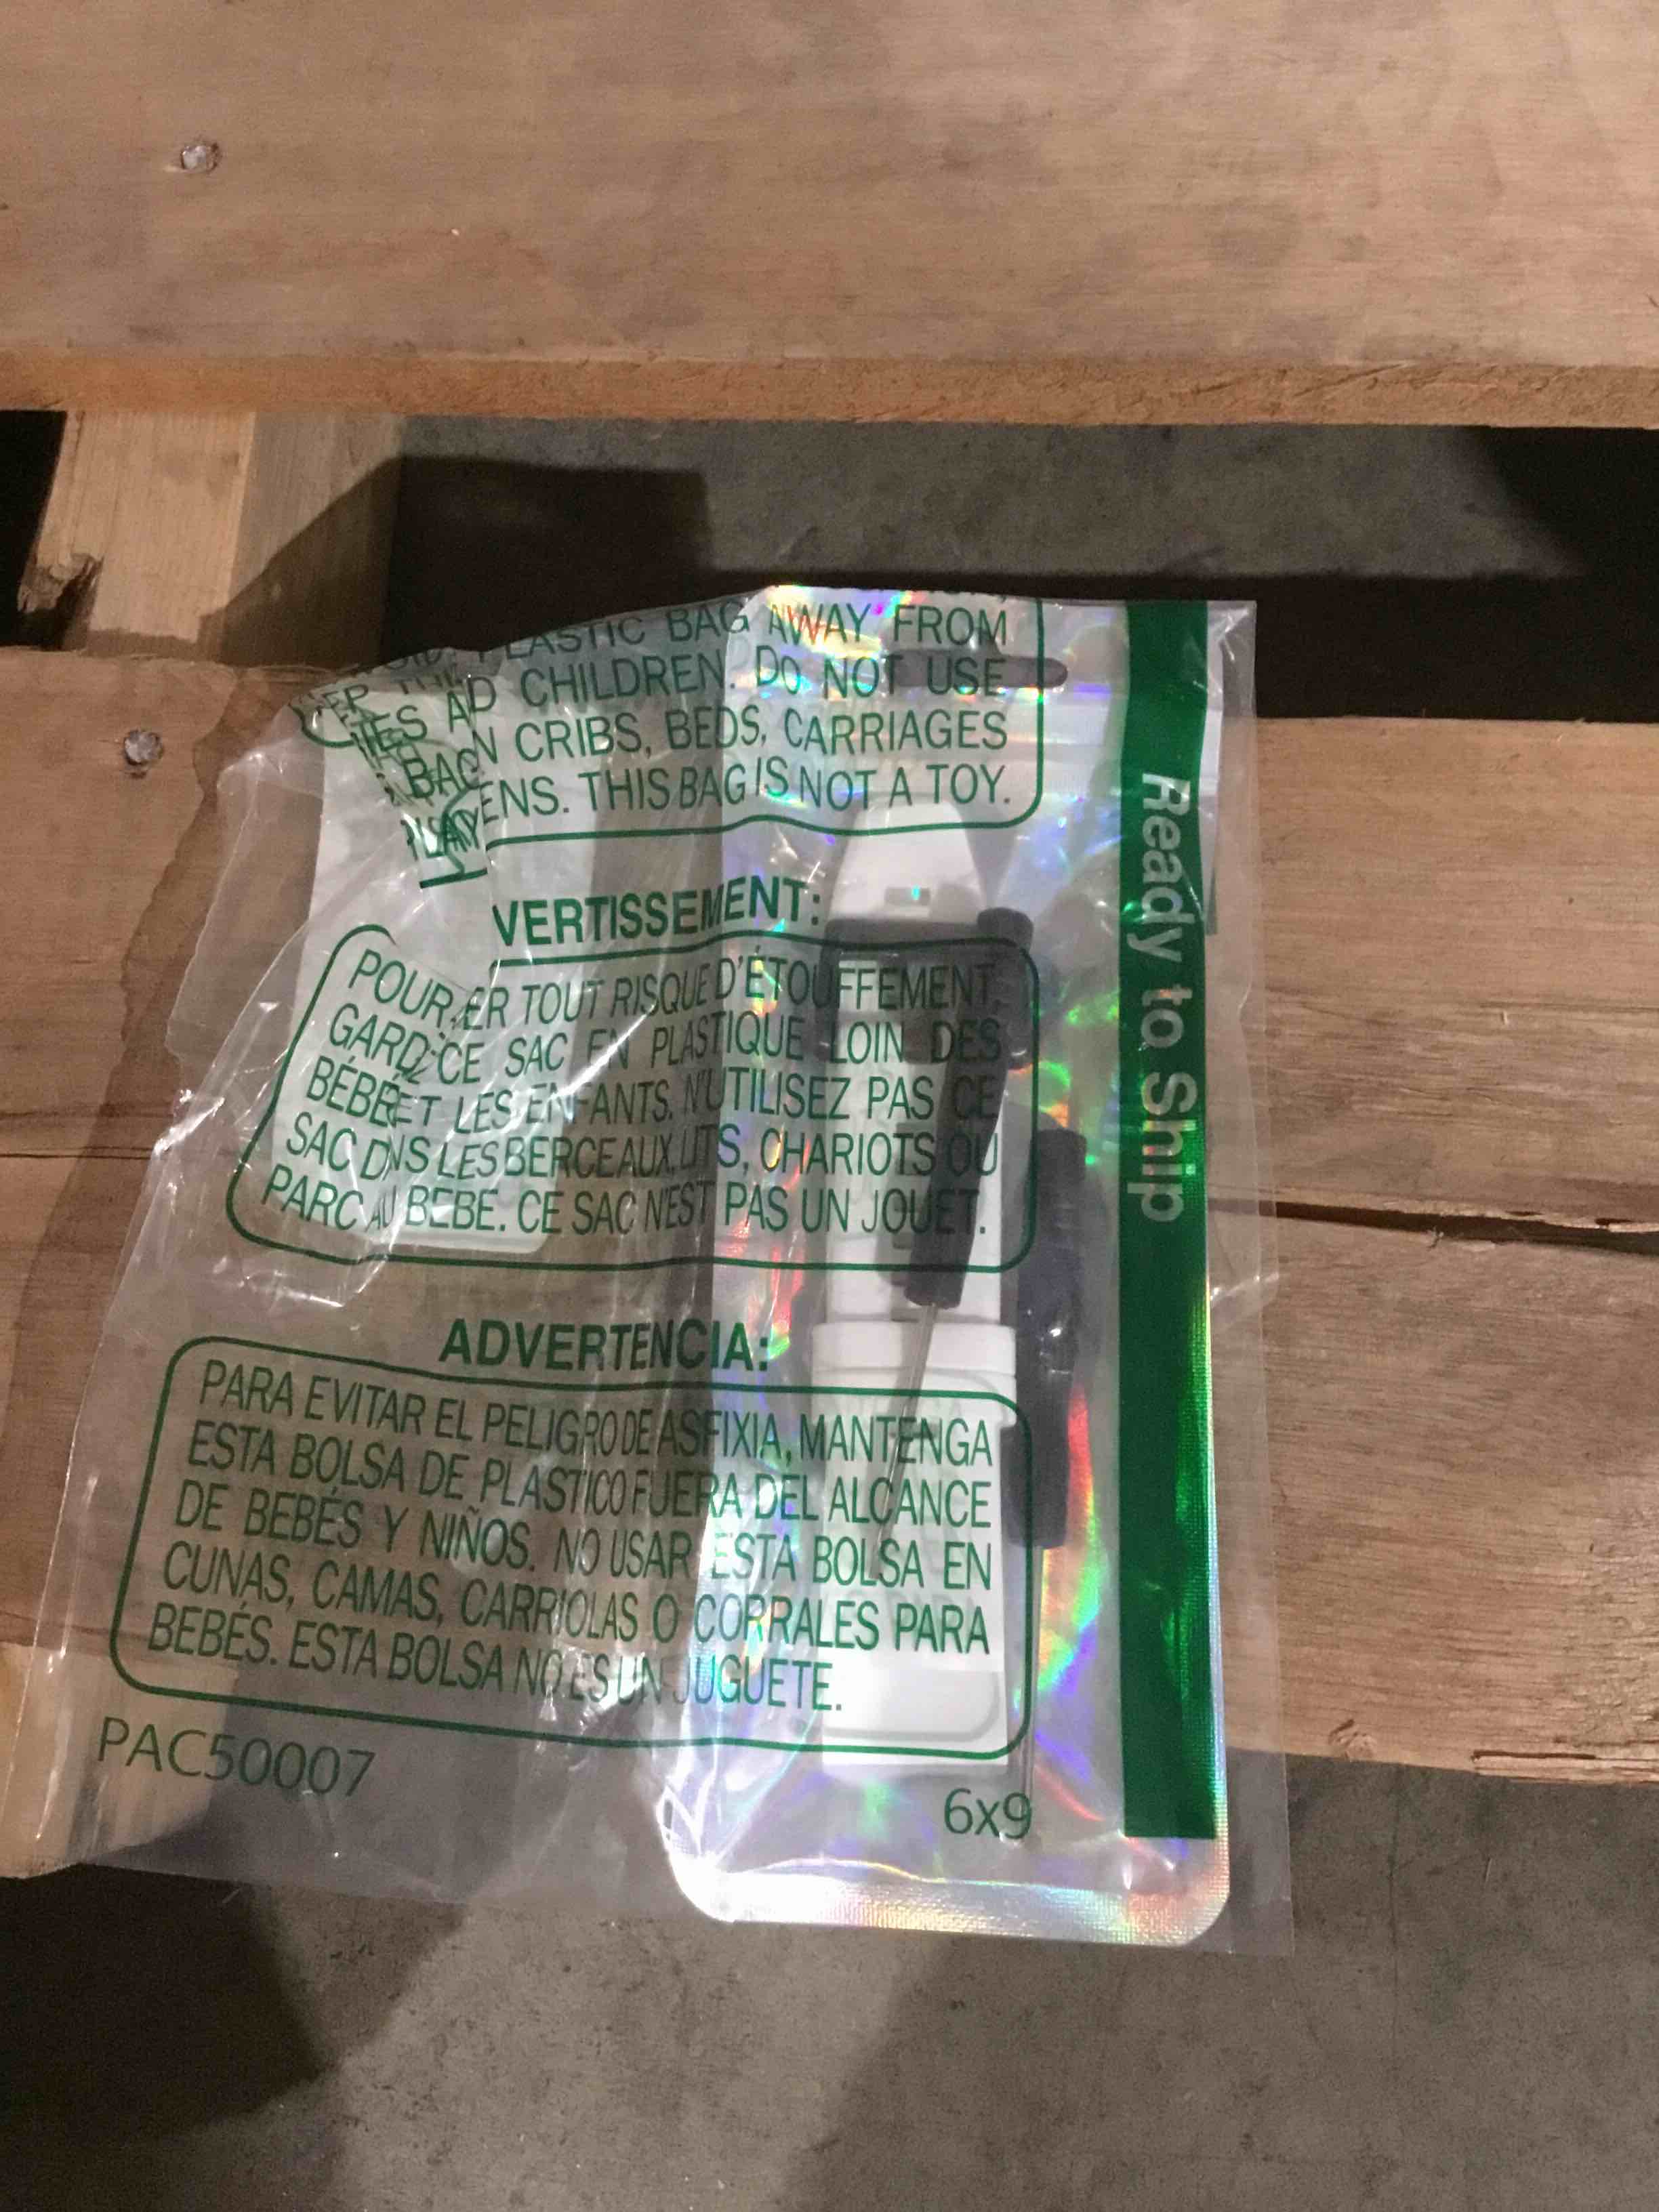 PLASTIC BAG AWAY FROM
CHILDREN. DO NOT USE
CRIBS, BEDS, CARRIAGES
THIS BAG IS NOT A TOY.
VERTISSEMENT:
POUR TOUT RISQUE D'ÉTOUFFEMENT,
CE SAC EN PLASTIQUE LOIN DES
LES ENFANTS. N'UTILISEZ PAS CE
SAC LES BERCEAUX, LITS, CHARIOTS OU
PARC BEBE. CE SAC N'EST PAS UN JOUET.
ADVERTENCIA:
PARA EVITAR EL PELIGRO DE ASFIXIA, MANTENGA
ESTA BOLSA DE PLASTICO FUERA DEL ALCANCE
DE BEBÉS Y NIÑOS. NO USAR ESTA BOLSA EN
CUNAS, CAMAS, CARRIOLAS O CORRALES PARA
BEBÉS. ESTA BOLSA NO ES UN JUGUETE.
PAC50007
6x9
Ready to Ship